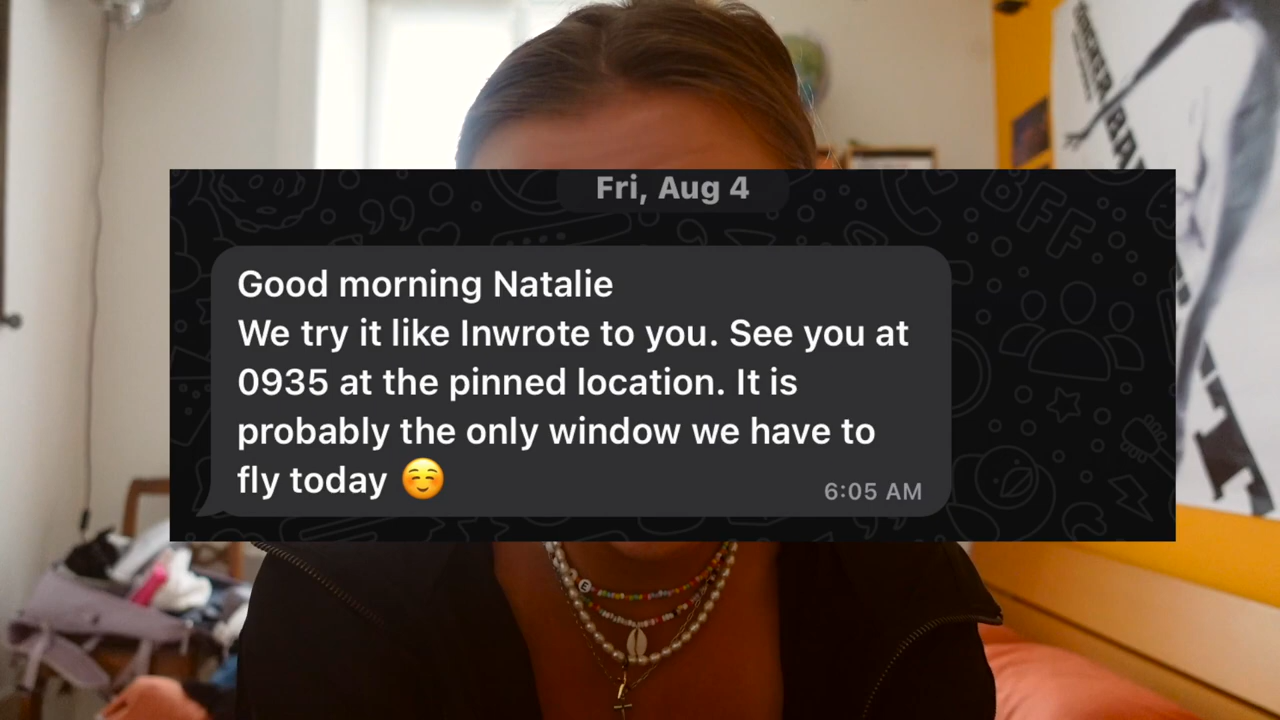 Fri, Aug 4
BFF
Good morning Natalie
We try it like Inwrote to you. See you at
0935 at the pinned location. It is
probably the only window we have to
fly today ☺️
6:05 AM
E